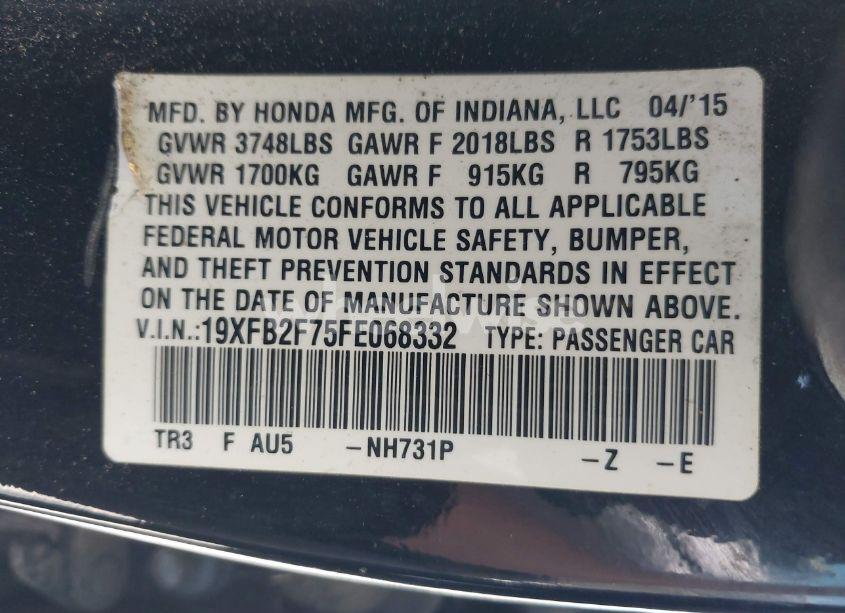 MFD. BY HONDA MFG. OF INDIANA, LLC 04/'15
GVWR 3748LBS GAWR F 2018LBS R 1753LBS
GVWR 1700KG GAWR F 915KG R 795KG
THIS VEHICLE CONFORMS TO ALL APPLICABLE
FEDERAL MOTOR VEHICLE SAFETY, BUMPER,
AND THEFT PREVENTION STANDARDS IN EFFECT
ON THE DATE OF MANUFACTURE SHOWN ABOVE.
V.I.N.:19XFB2F75FE068332 TYPE: PASSENGER CAR
TR3 F AU5 -NH731P -Z -E